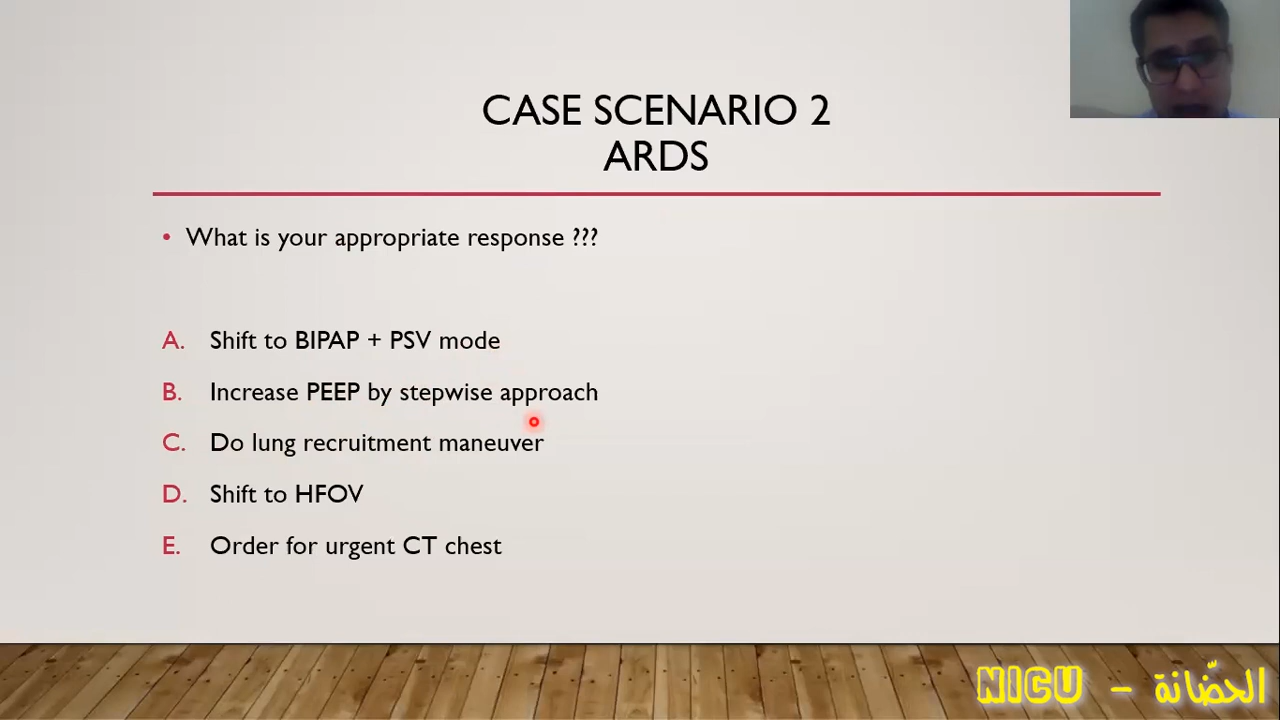 CASE SCENARIO 2
ARDS
• What is your appropriate response ???
A. Shift to BIPAP + PSV mode
B. Increase PEEP by stepwise approach
C. Do lung recruitment maneuver
D. Shift to HFOV
E. Order for urgent CT chest
NICU - الحضّانة